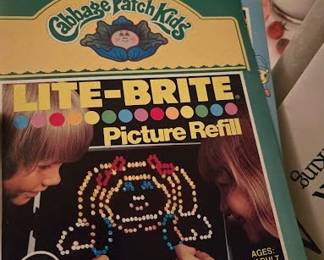 Cabbage Patch Kids
LITE-BRITE®
Picture Refill
AGES: